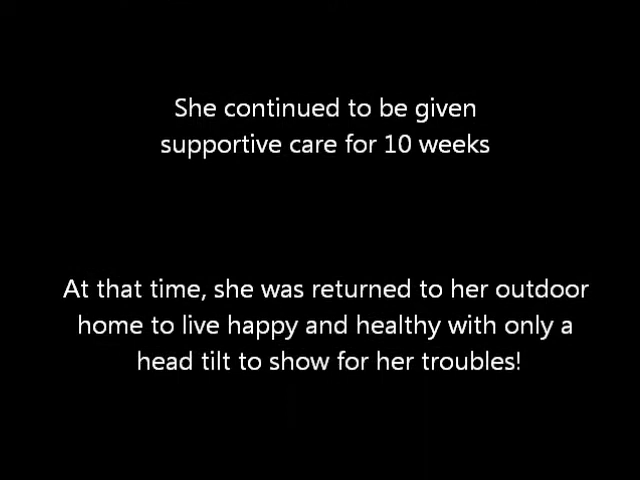 She continued to be given
supportive care for 10 weeks
At that time, she was returned to her outdoor
home to live happy and healthy with only a
head tilt to show for her troubles!